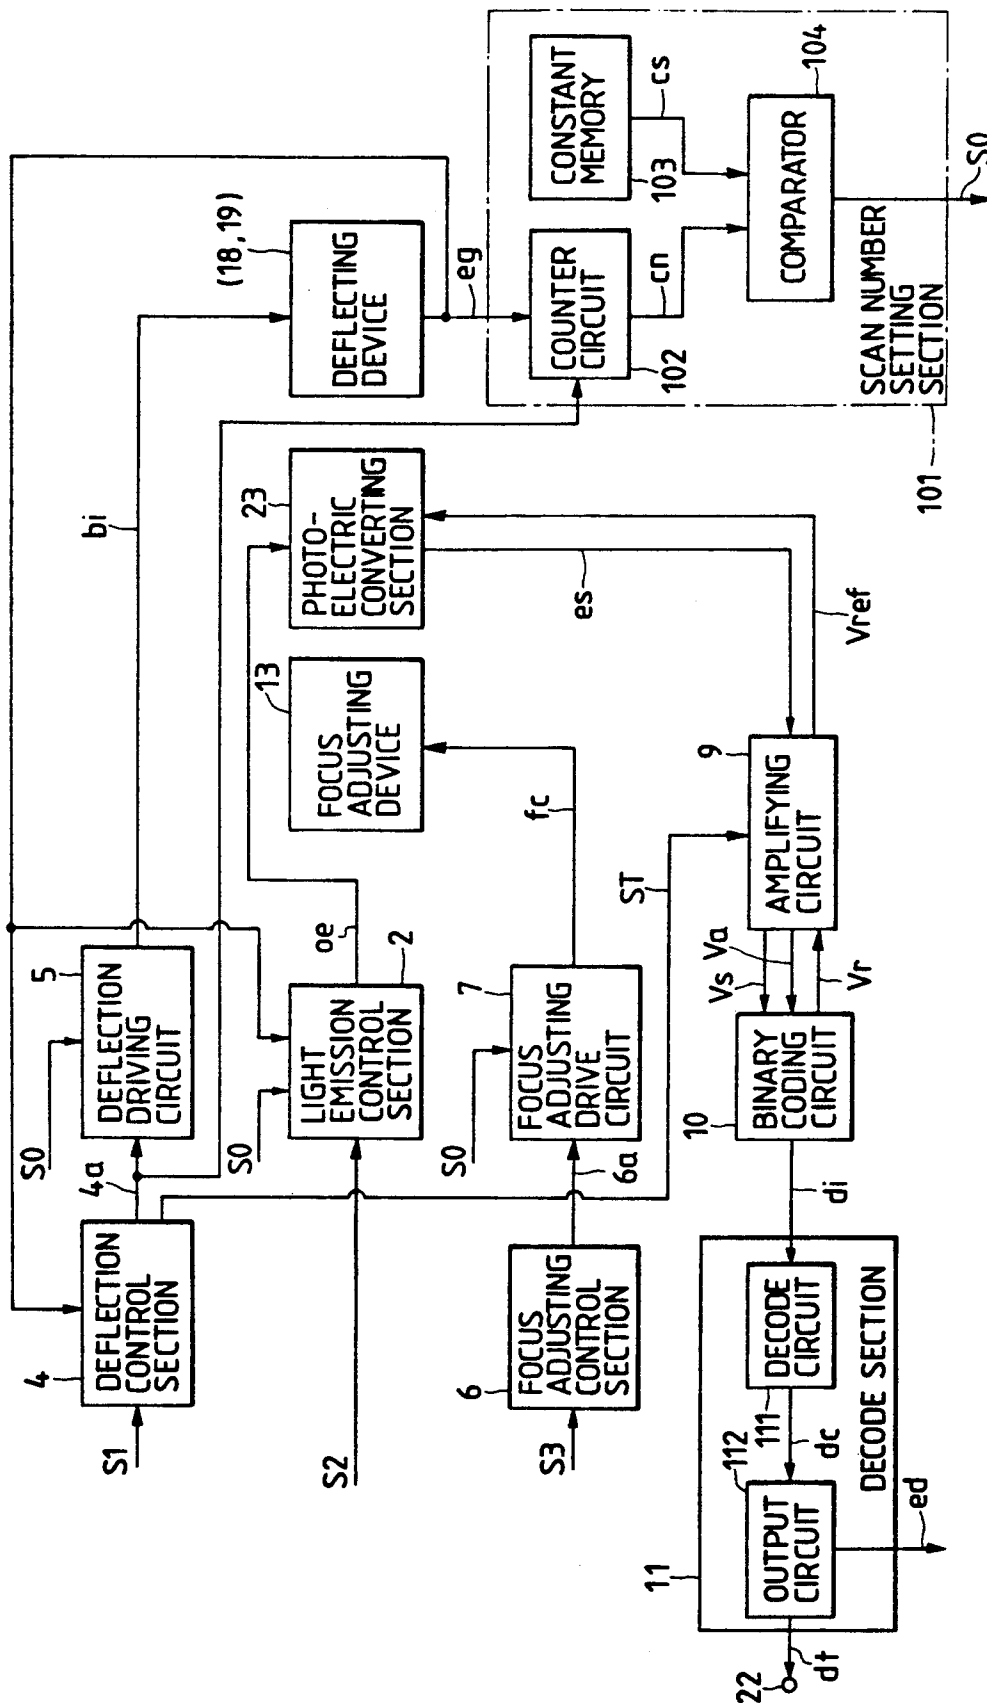 S1
4
DEFLECTION
CONTROL
SECTION
4a
S0
5
DEFLECTION
DRIVING
CIRCUIT
bi
(18, 19)
DEFLECTING
DEVICE
eg
S2
S0
LIGHT
EMISSION
CONTROL
SECTION
2
oe
FOCUS
ADJUSTING
DEVICE
13
PHOTO-
ELECTRIC
CONVERTING
SECTION
23
es
Vref
S3
6
FOCUS
ADJUSTING
CONTROL
SECTION
6a
S0
7
FOCUS
ADJUSTING
DRIVE
CIRCUIT
fc
ST
COUNTER
CIRCUIT
102
cn
CONSTANT
MEMORY
103
cs
COMPARATOR
104
SCAN NUMBER
SETTING
SECTION
101
S0
9
AMPLIFYING
CIRCUIT
Vs
Va
Vr
10
BINARY
CODING
CIRCUIT
di
11
DECODE
CIRCUIT
111
dc
112
OUTPUT
CIRCUIT
DECODE SECTION
ed
dt
22